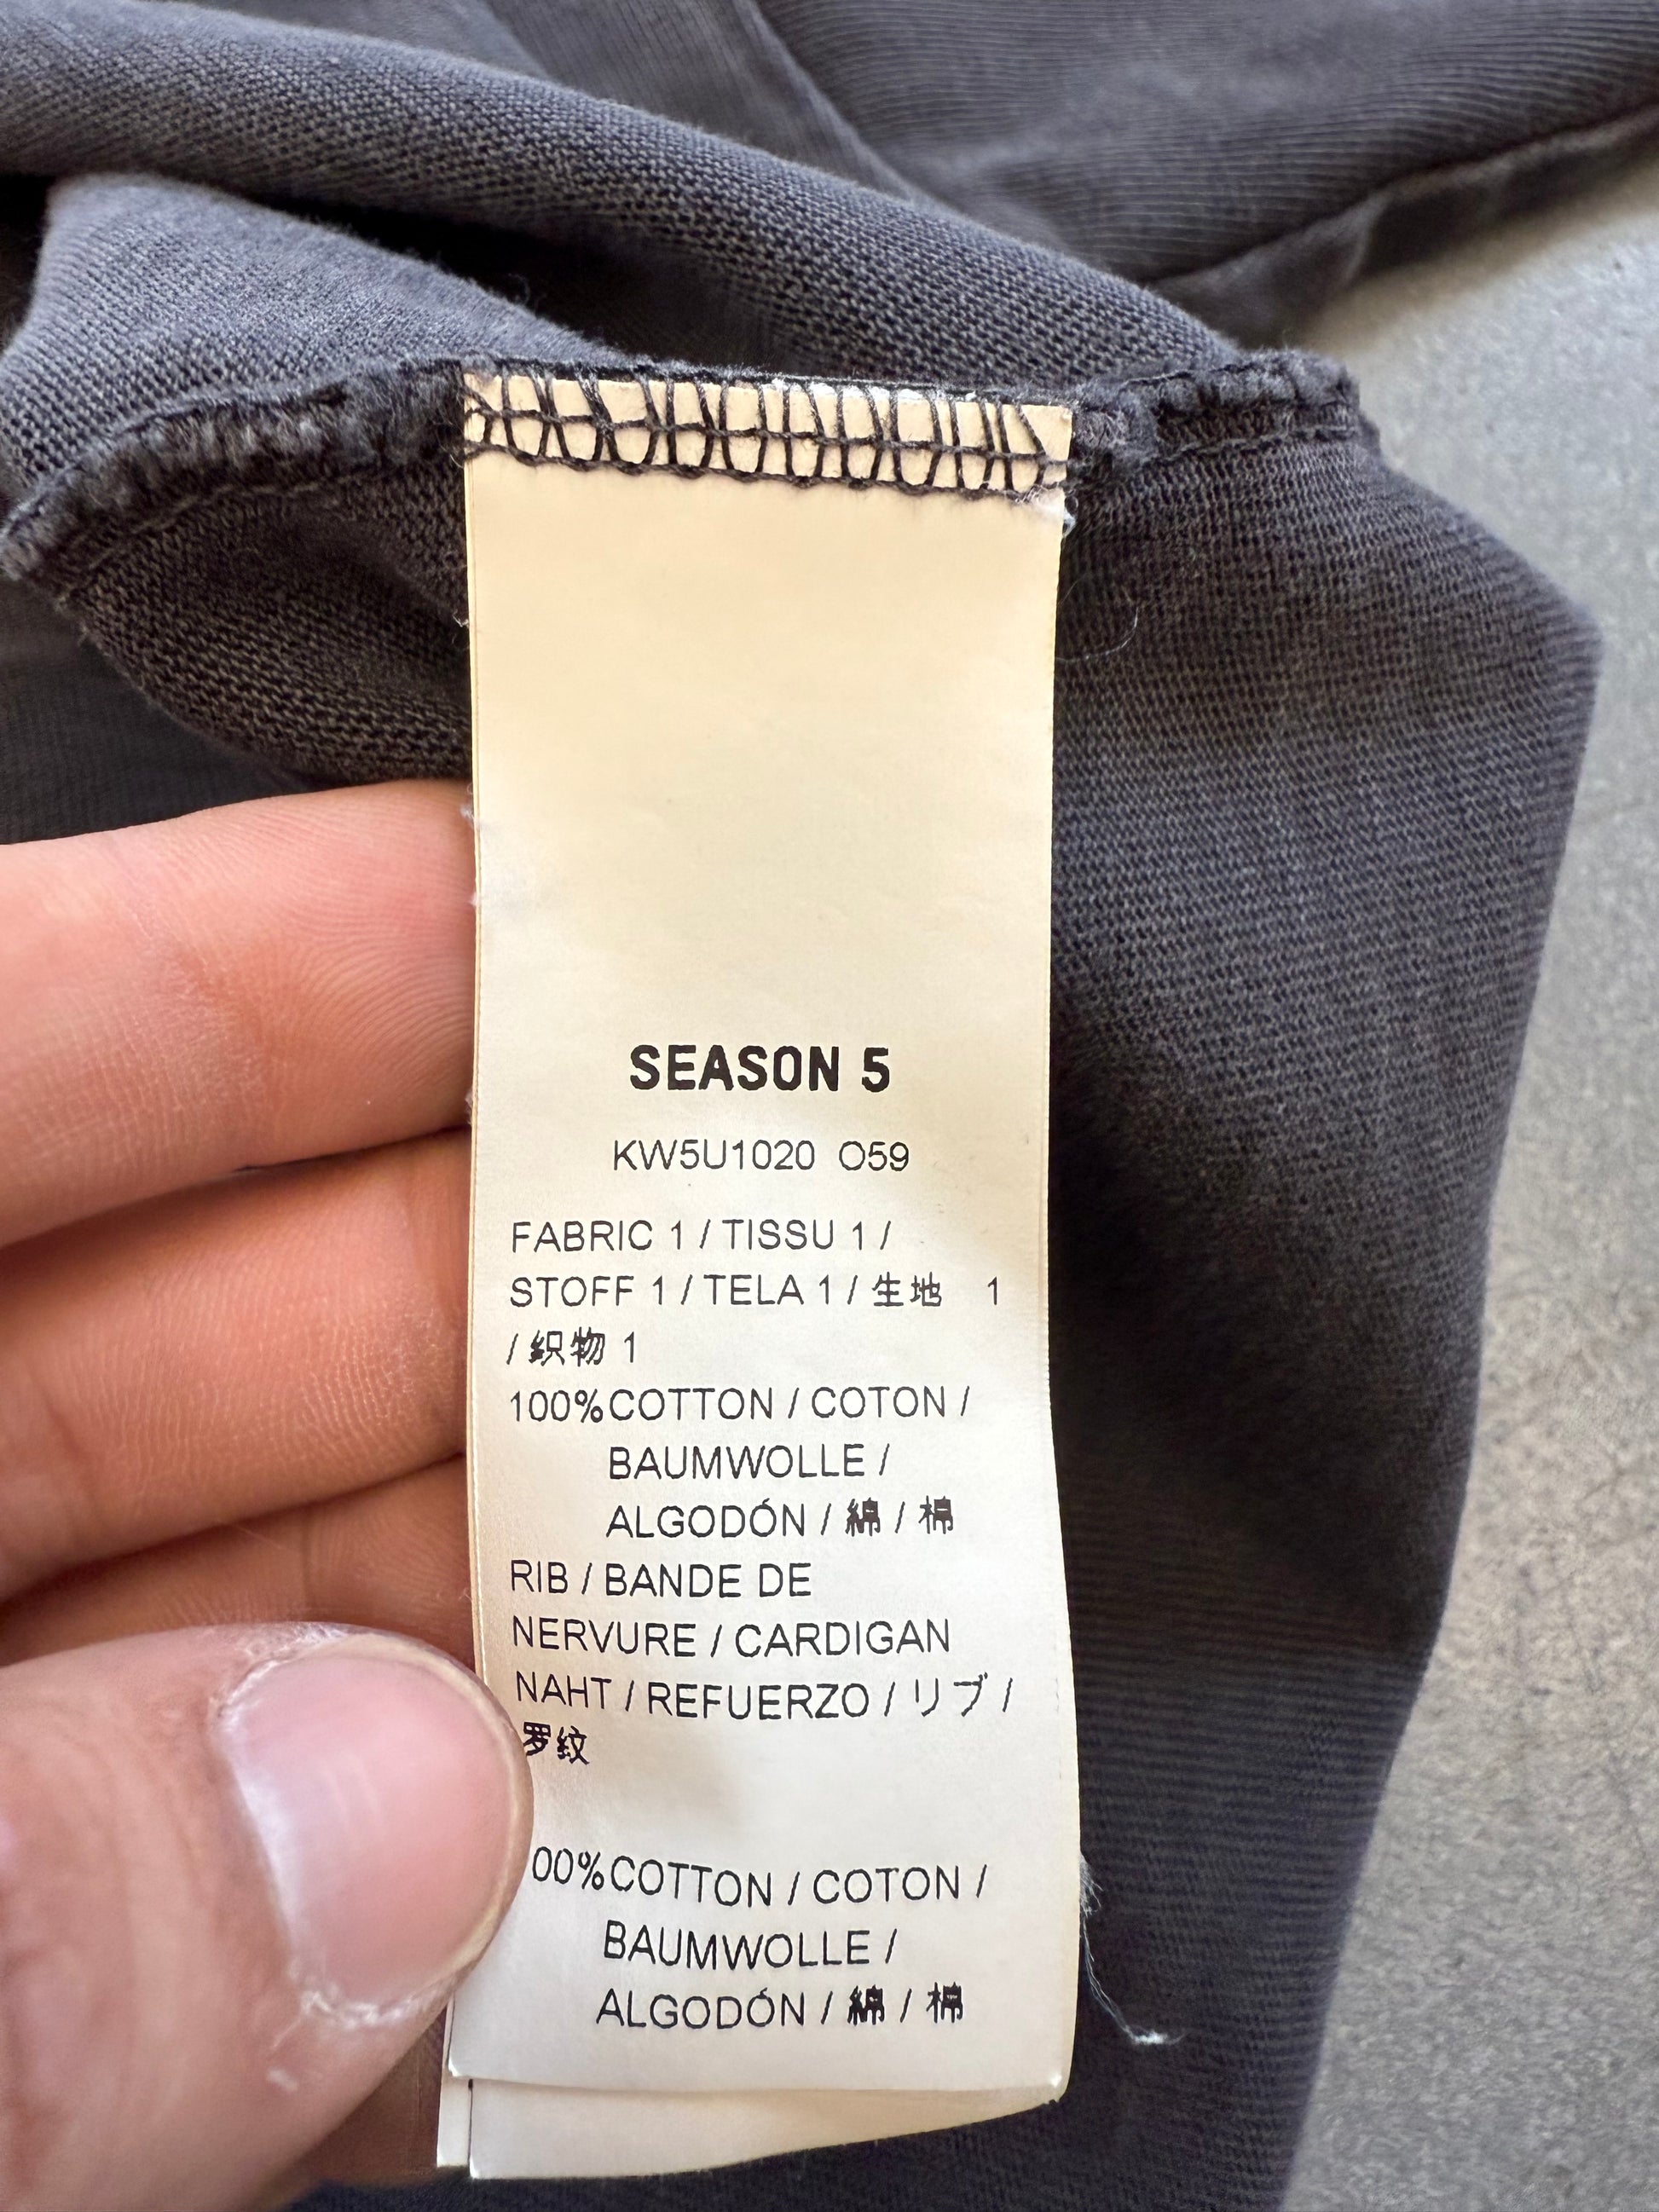 SEASON 5
KW5U1020 O59
FABRIC 1 / TISSU 1 /
STOFF 1 / TELA 1 / 生地 1
/ 织物 1
100%COTTON / COTON /
BAUMWOLLE /
ALGODÓN / 綿 / 棉
RIB / BANDE DE
NERVURE / CARDIGAN
NAHT / REFUERZO / リブ /
罗纹
00%COTTON / COTON /
BAUMWOLLE /
ALGODÓN / 綿 / 棉